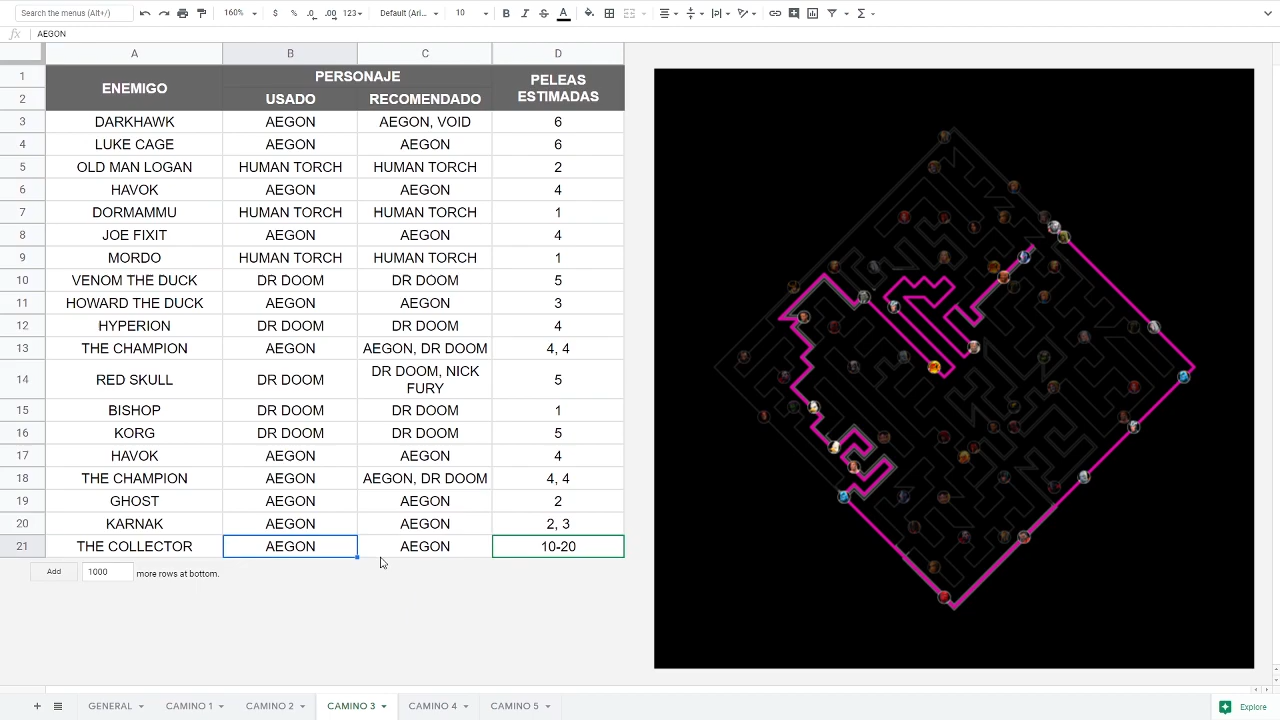 Search the menus (Alt+/)
160%
$
%
.0
.00
123
Default (Ari...
10
B
I
S
A
fx
AEGON
A
B
C
D
1
ENEMIGO
PERSONAJE
PELEAS ESTIMADAS
2
USADO
RECOMENDADO
3 DARKHAWK AEGON AEGON, VOID 6
4 LUKE CAGE AEGON AEGON 6
5 OLD MAN LOGAN HUMAN TORCH HUMAN TORCH 2
6 HAVOK AEGON AEGON 4
7 DORMAMMU HUMAN TORCH HUMAN TORCH 1
8 JOE FIXIT AEGON AEGON 4
9 MORDO HUMAN TORCH HUMAN TORCH 1
10 VENOM THE DUCK DR DOOM DR DOOM 5
11 HOWARD THE DUCK AEGON AEGON 3
12 HYPERION DR DOOM DR DOOM 4
13 THE CHAMPION AEGON AEGON, DR DOOM 4, 4
14 RED SKULL DR DOOM DR DOOM, NICK FURY 5
15 BISHOP DR DOOM DR DOOM 1
16 KORG DR DOOM DR DOOM 5
17 HAVOK AEGON AEGON 4
18 THE CHAMPION AEGON AEGON, DR DOOM 4, 4
19 GHOST AEGON AEGON 2
20 KARNAK AEGON AEGON 2, 3
21 THE COLLECTOR AEGON AEGON 10-20
Add 1000 more rows at bottom.
GENERAL CAMINO 1 CAMINO 2 CAMINO 3 CAMINO 4 CAMINO 5
Explore